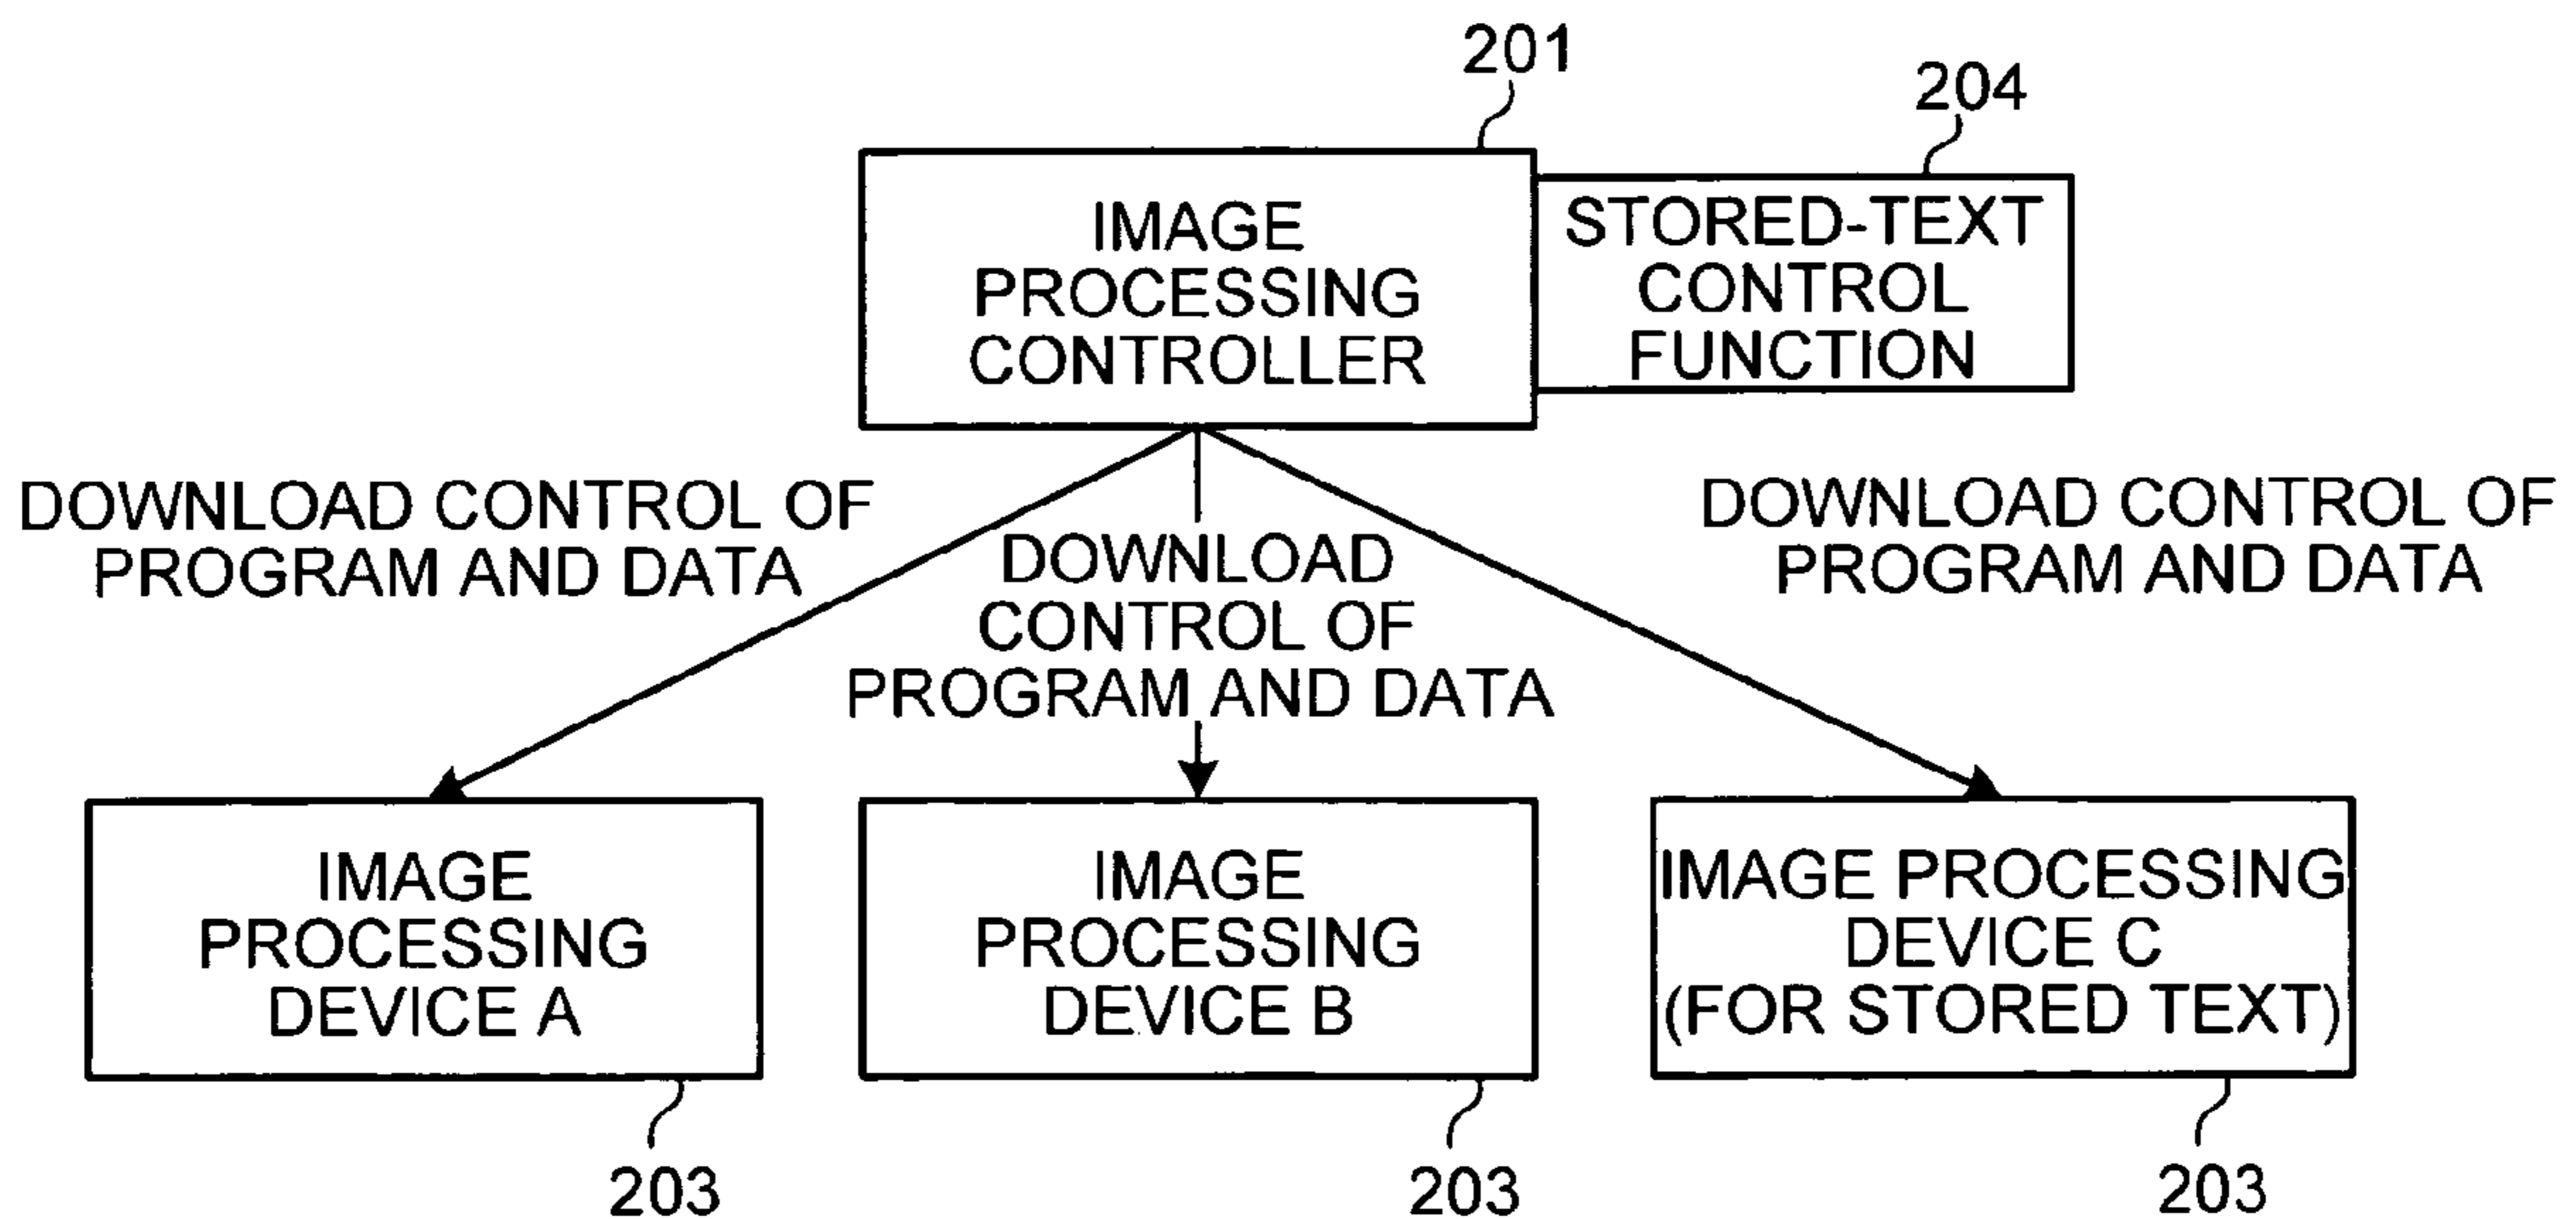 201
204
IMAGE
PROCESSING
CONTROLLER
STORED-TEXT
CONTROL
FUNCTION
DOWNLOAD CONTROL OF
PROGRAM AND DATA
DOWNLOAD
CONTROL OF
PROGRAM AND DATA
DOWNLOAD CONTROL OF
PROGRAM AND DATA
IMAGE
PROCESSING
DEVICE A
IMAGE
PROCESSING
DEVICE B
IMAGE PROCESSING
DEVICE C
(FOR STORED TEXT)
203
203
203